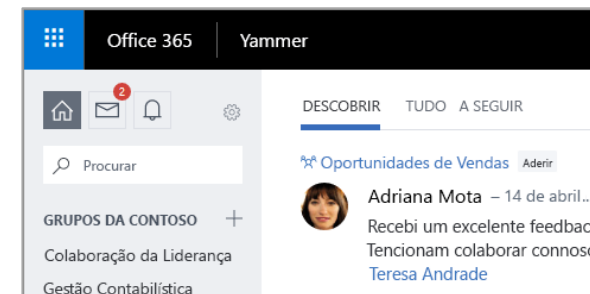 Office 365 Yammer
2
DESCOBRIR TUDO A SEGUIR
Procurar
Oportunidades de Vendas Aderir
Adriana Mota – 14 de abril...
Recebi um excelente feedbac
Tencionam colaborar connosc
Teresa Andrade
GRUPOS DA CONTOSO
Colaboração da Liderança
Gestão Contabilística